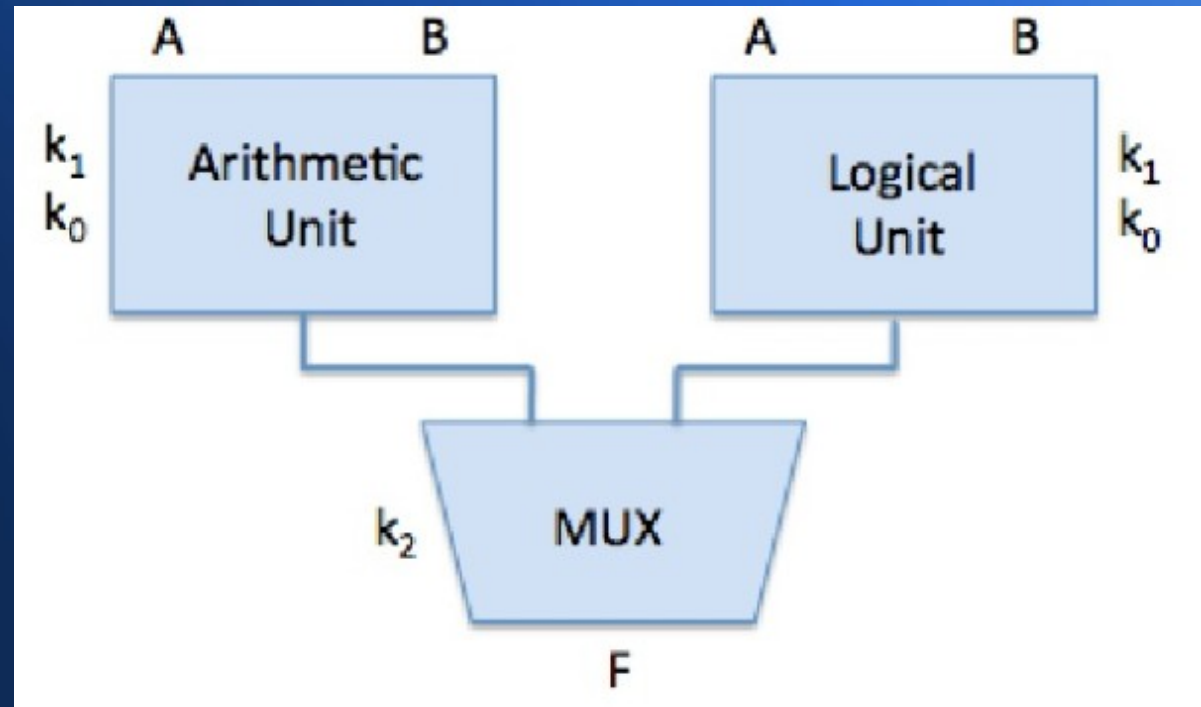 A B A B
k₁ Arithmetic Unit k₀
Logical Unit k₁ k₀
k₂ MUX
F